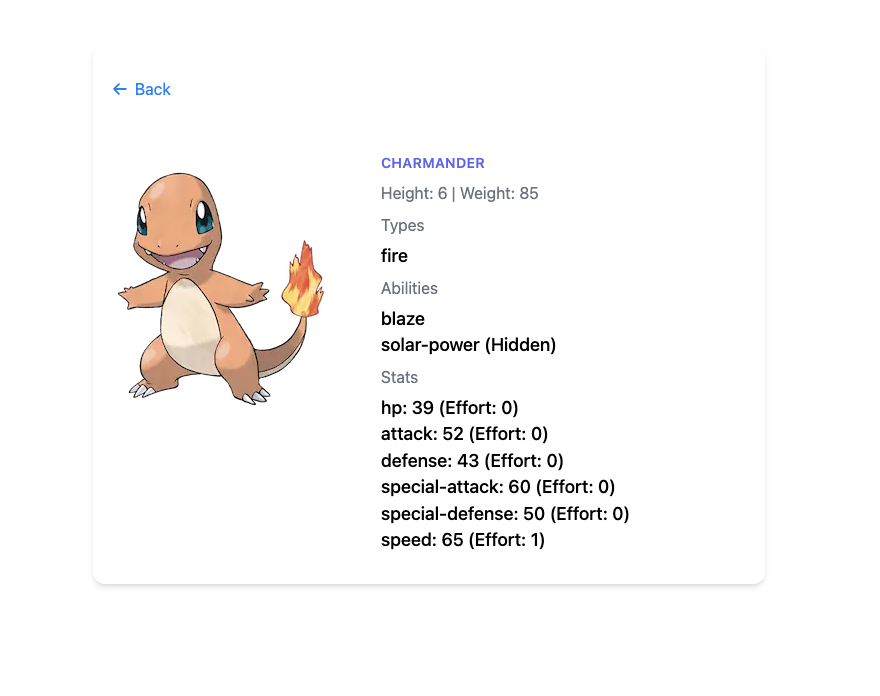 ← Back
CHARMANDER
Height: 6 | Weight: 85
Types
fire
Abilities
blaze
solar-power (Hidden)
Stats
hp: 39 (Effort: 0)
attack: 52 (Effort: 0)
defense: 43 (Effort: 0)
special-attack: 60 (Effort: 0)
special-defense: 50 (Effort: 0)
speed: 65 (Effort: 1)